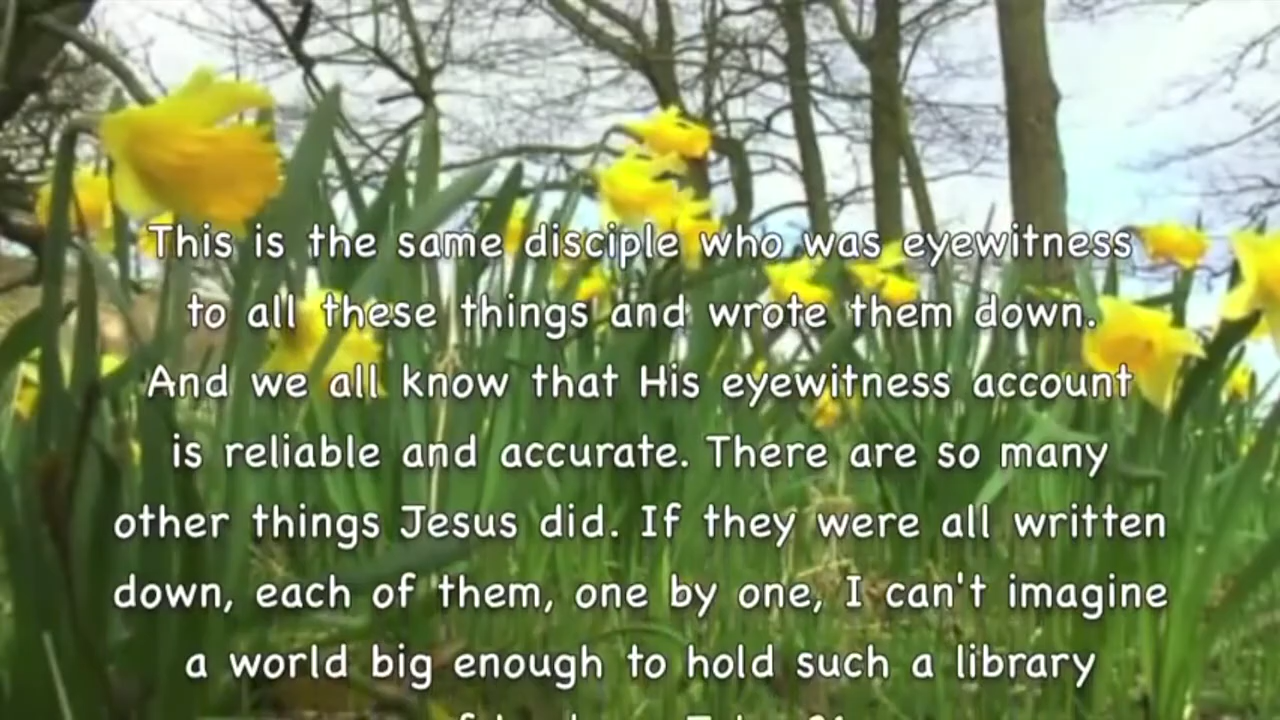 This is the same disciple who was eyewitness
to all these things and wrote them down.
And we all know that His eyewitness account
is reliable and accurate. There are so many
other things Jesus did. If they were all written
down, each of them, one by one, I can't imagine
a world big enough to hold such a library